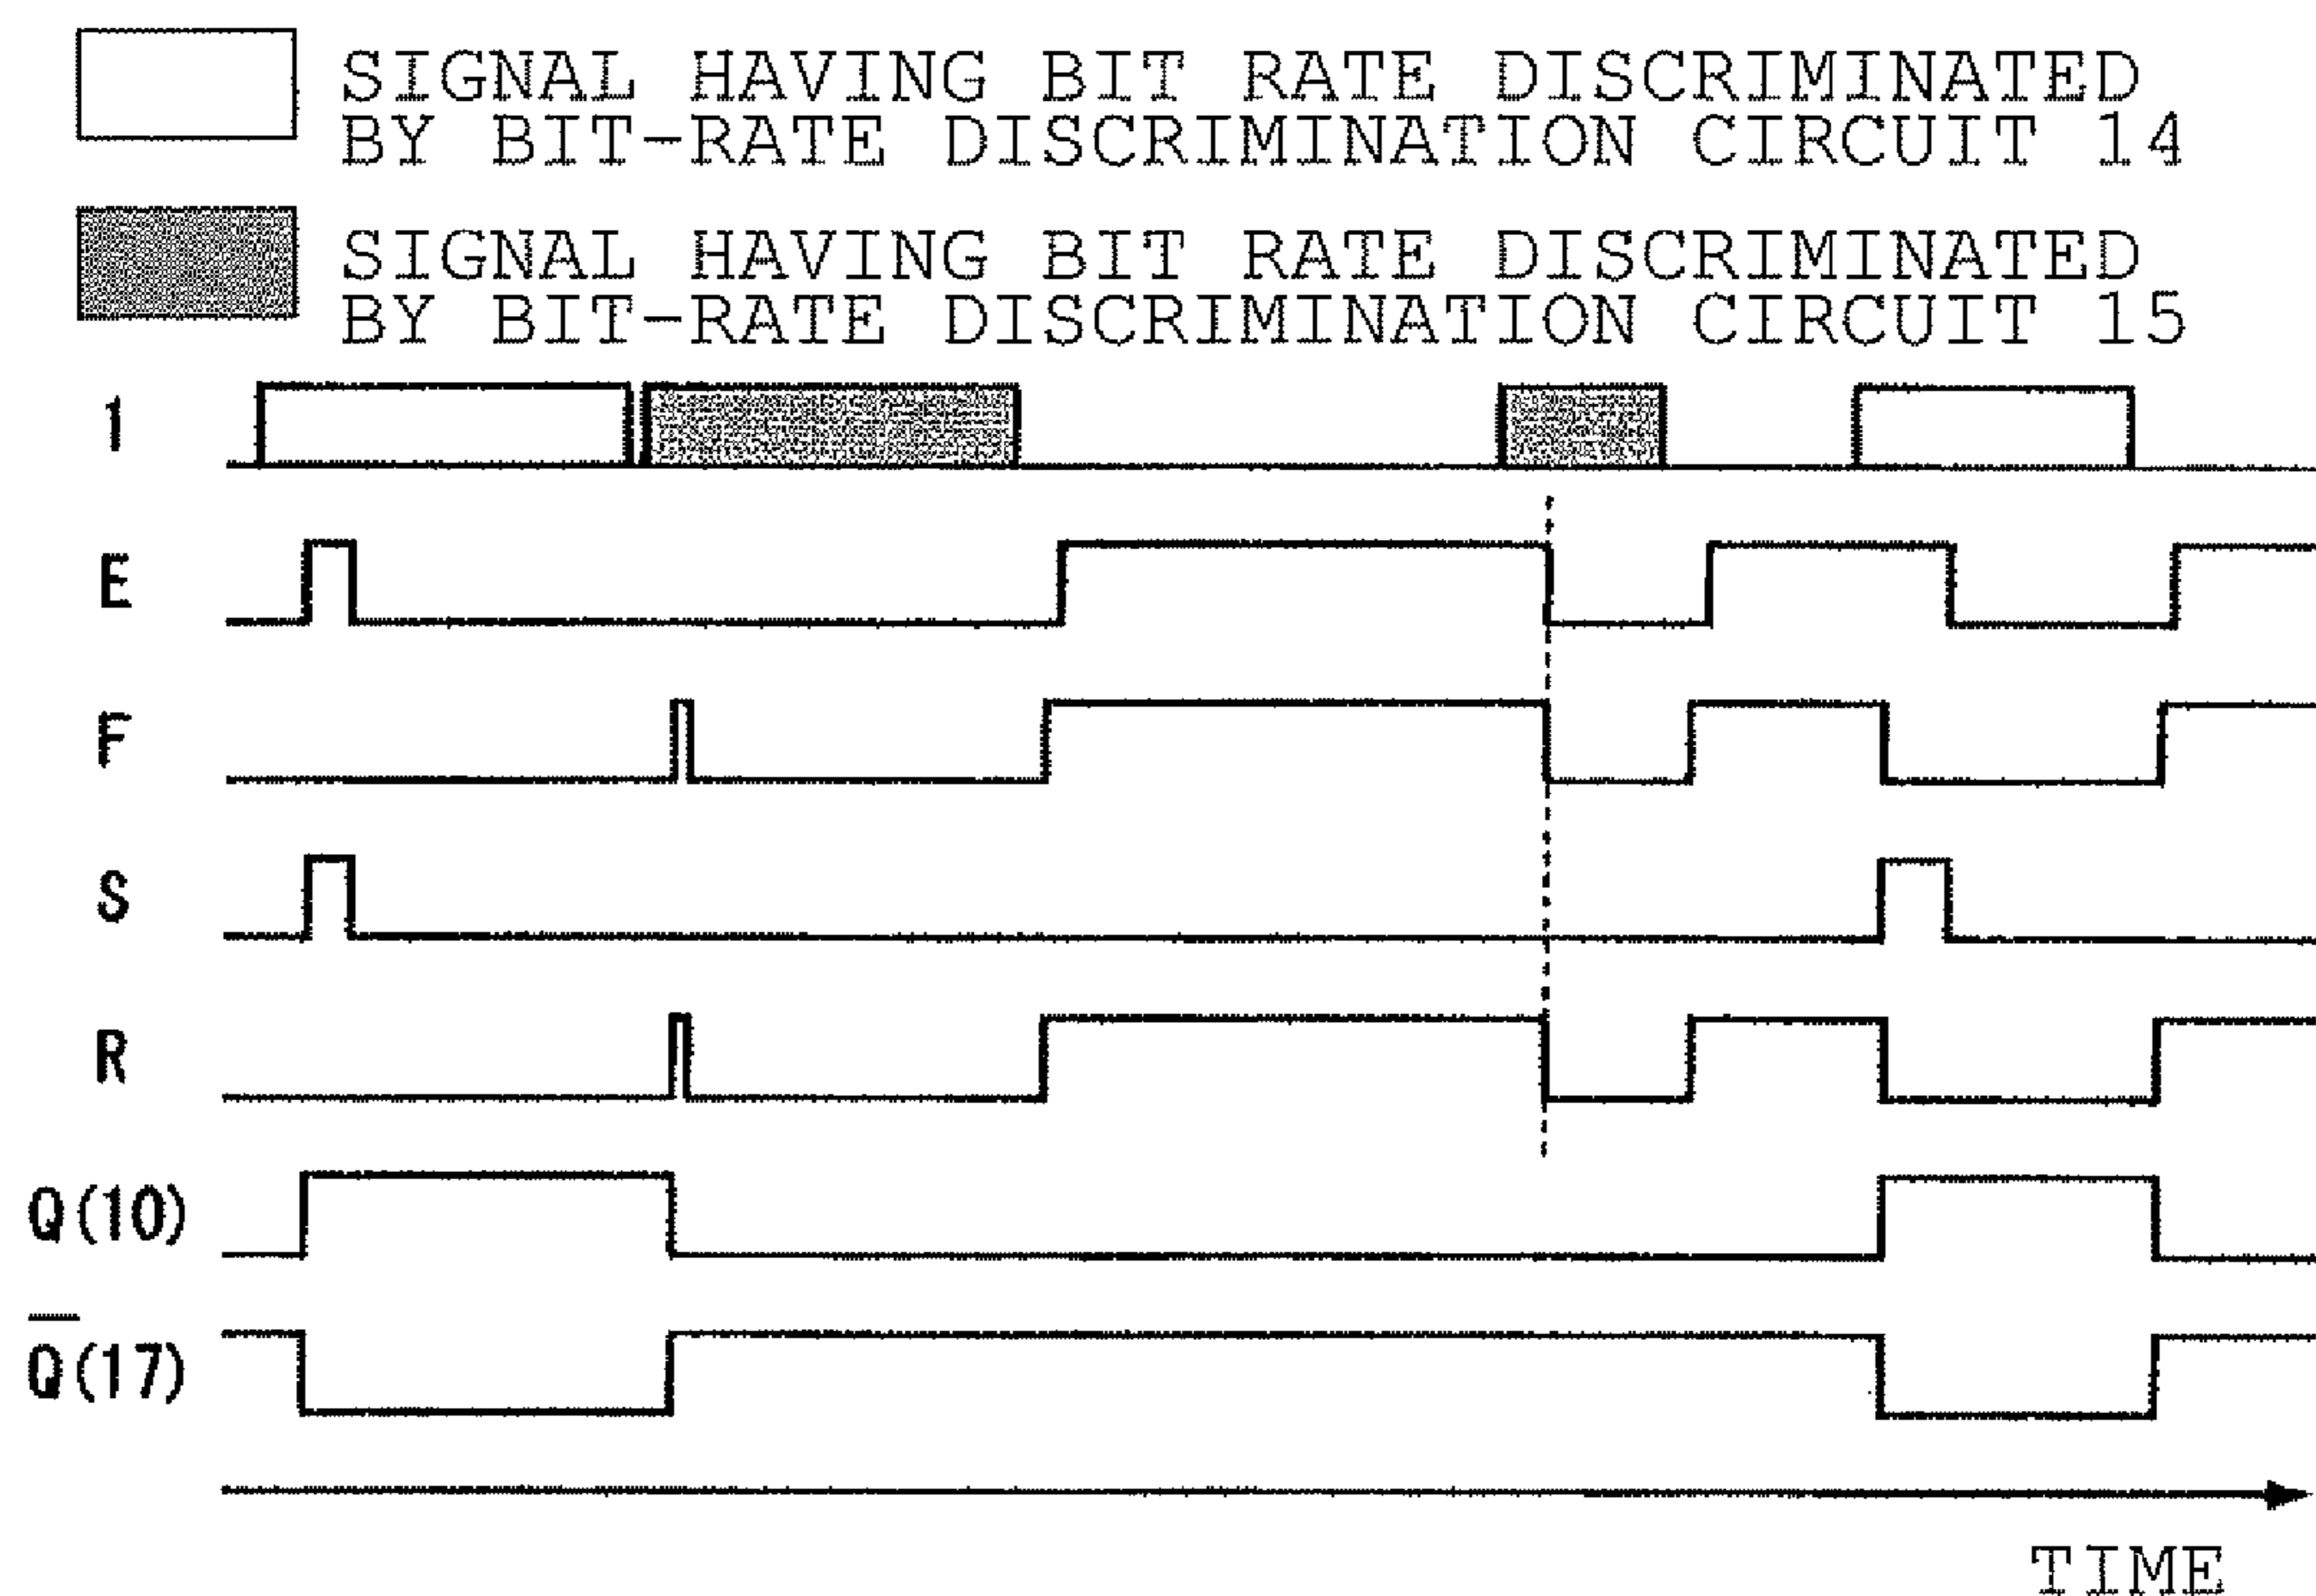 SIGNAL HAVING BIT RATE DISCRIMINATED
BY BIT-RATE DISCRIMINATION CIRCUIT 14
SIGNAL HAVING BIT RATE DISCRIMINATED
BY BIT-RATE DISCRIMINATION CIRCUIT 15
1
E
F
S
R
Q(10)
Q̅(17)
TIME